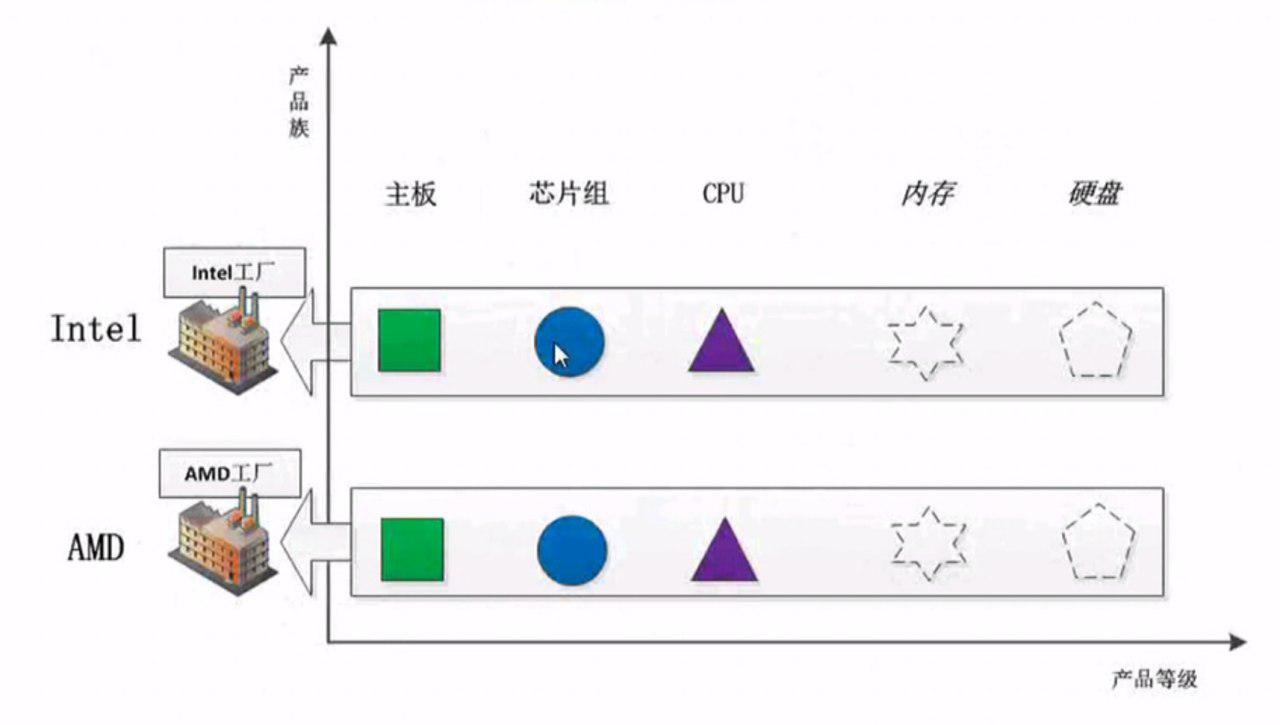 产品族
主板 芯片组 CPU 内存 硬盘
Intel工厂
Intel
AMD工厂
AMD
产品等级